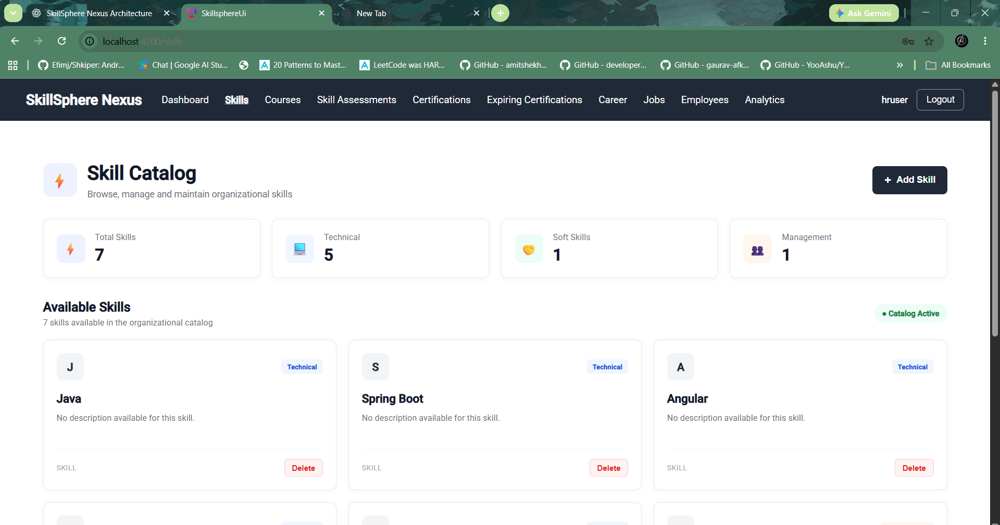 SkillSphere Nexus Architecture
SkillsphereUi
New Tab
Ask Gemini
localhost:4200/skills
Efimj/Shkiper: Andr...
Chat | Google AI Stu...
20 Patterns to Mast...
LeetCode was HAR...
GitHub - amitshekh...
GitHub - developer...
GitHub - gaurav-afk...
GitHub - YooAshu/Y...
All Bookmarks
SkillSphere Nexus
Dashboard
Skills
Courses
Skill Assessments
Certifications
Expiring Certifications
Career
Jobs
Employees
Analytics
hruser
Logout
Skill Catalog
Browse, manage and maintain organizational skills
+ Add Skill
Total Skills
7
Technical
5
Soft Skills
1
Management
1
Available Skills
7 skills available in the organizational catalog
● Catalog Active
J
Technical
Java
No description available for this skill.
SKILL
Delete
S
Technical
Spring Boot
No description available for this skill.
SKILL
Delete
A
Technical
Angular
No description available for this skill.
SKILL
Delete